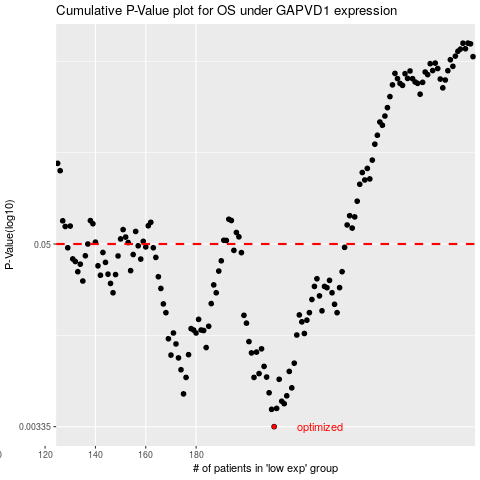 Cumulative P-Value plot for OS under GAPVD1 expression
P-Value(log10)
0.05
0.00335
optimized
0 120 140 160 180
# of patients in 'low exp' group